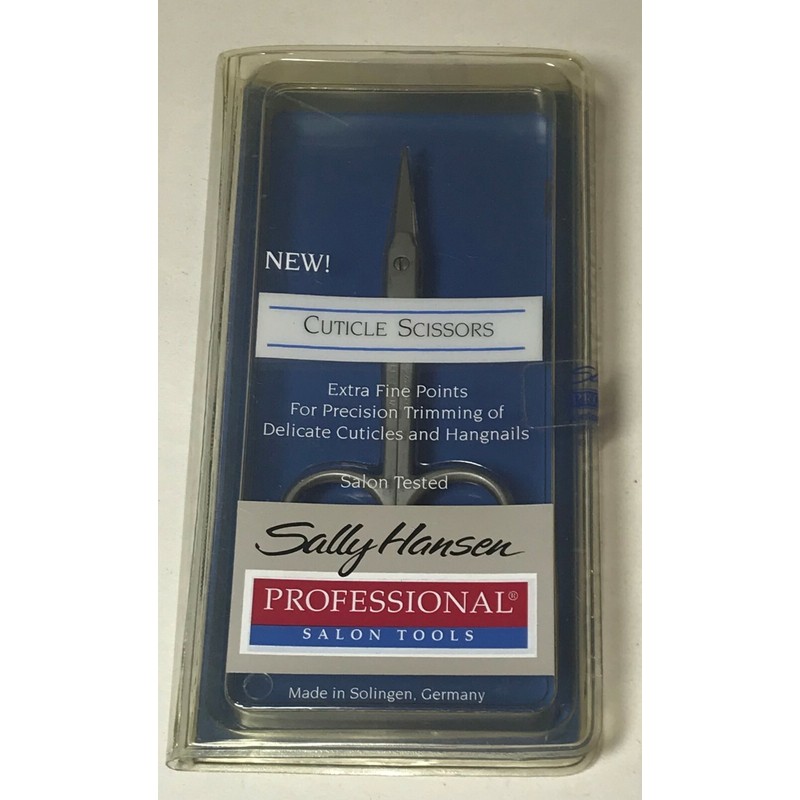 NEW!
CUTICLE SCISSORS
Extra Fine Points
For Precision Trimming of
Delicate Cuticles and Hangnails
Salon Tested
Sally Hansen
PROFESSIONAL®
SALON TOOLS
Made in Solingen, Germany